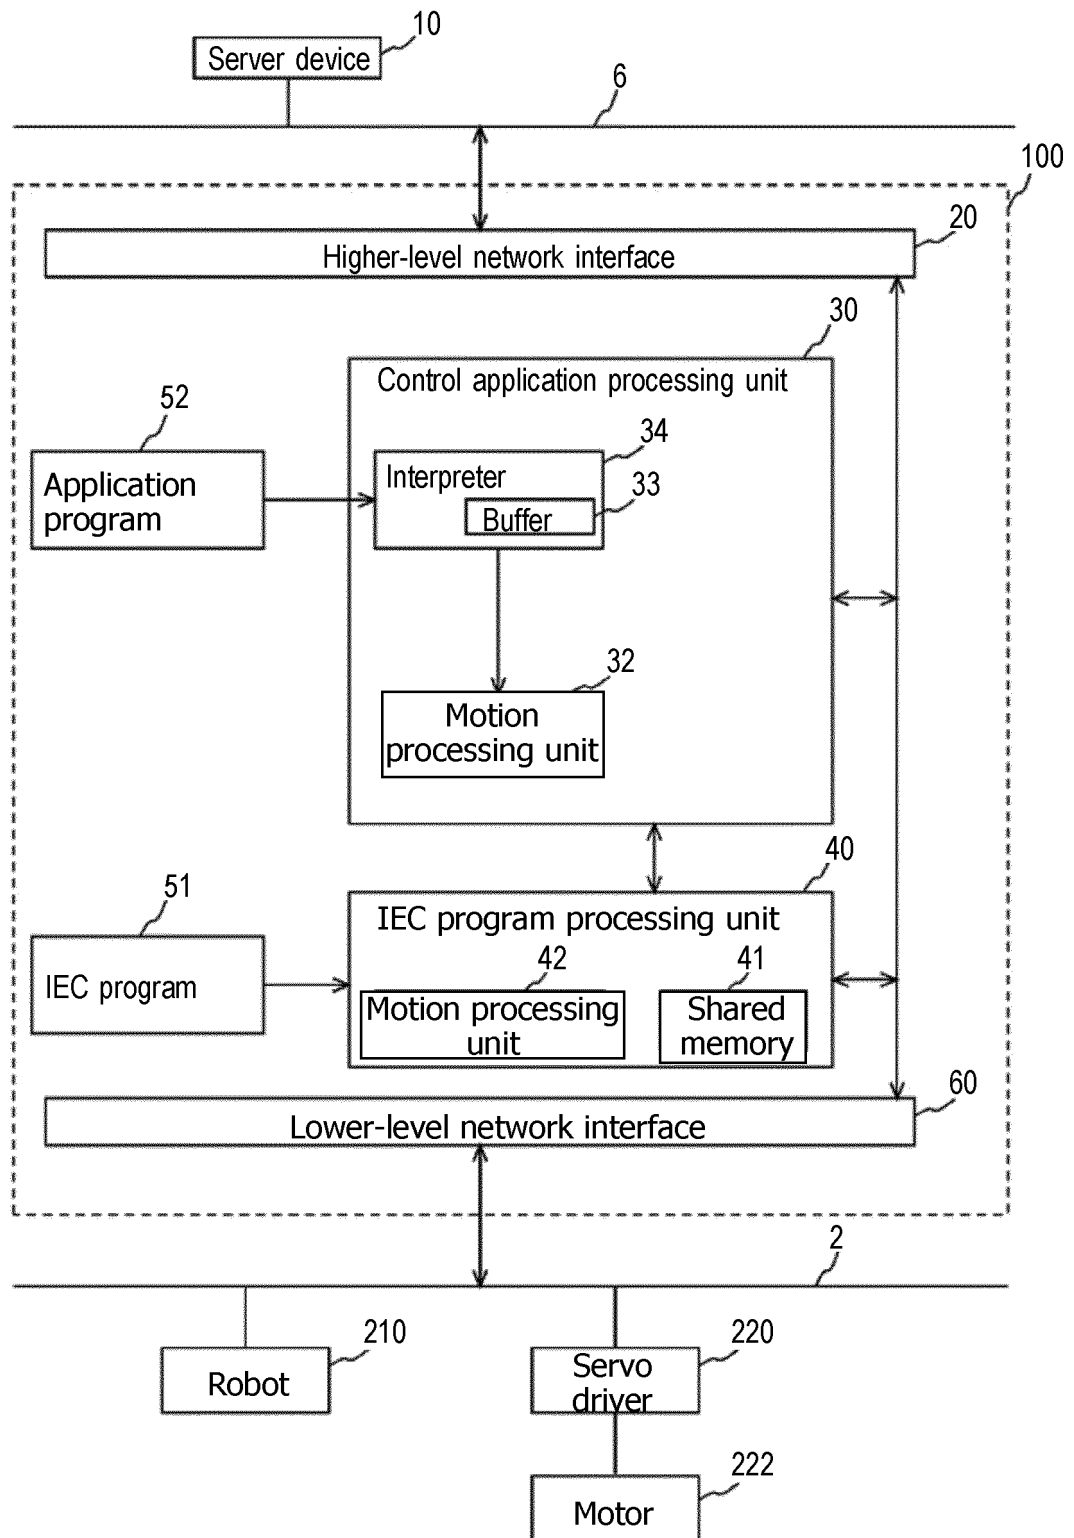 10
Server device
6
100
20
Higher-level network interface
30
Control application processing unit
52
34
Application
program
Interpreter
33
Buffer
32
Motion
processing unit
40
51
IEC program processing unit
42
41
IEC program
Motion processing
unit
Shared
memory
60
Lower-level network interface
2
210
220
Robot
Servo
driver
222
Motor